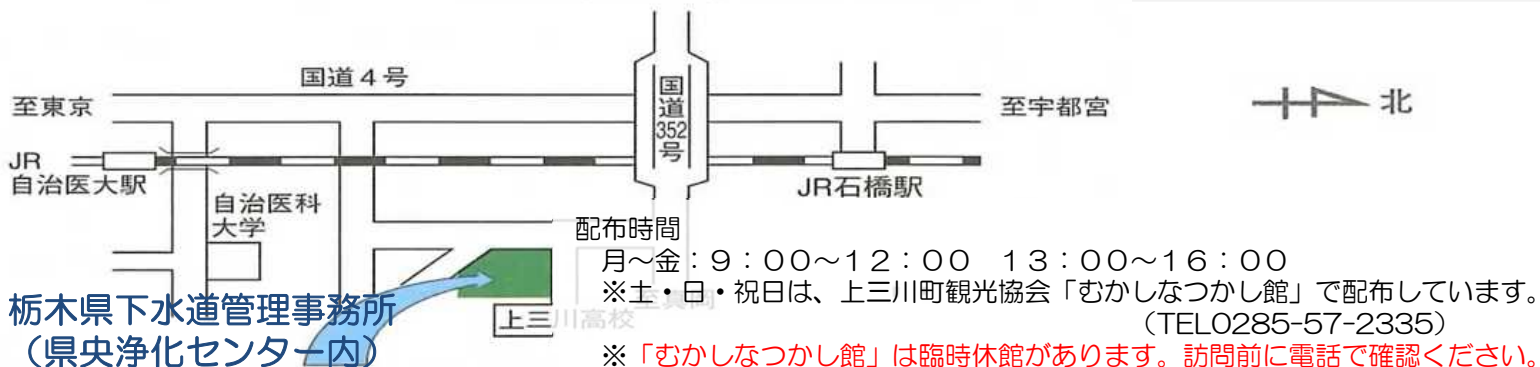 国道４号
至東京
国道352号
至宇都宮
北
JR
自治医大駅
JR石橋駅
自治医科
大学
配布時間
月～金：９：００～１２：００　１３：００～１６：００
※土・日・祝日は、上三川町観光協会「むかしなつかし館」で配布しています。
（TEL0285-57-2335）
※「むかしなつかし館」は臨時休館があります。訪問前に電話で確認ください。
至真岡
上三川高校
栃木県下水道管理事務所
（県央浄化センター内）